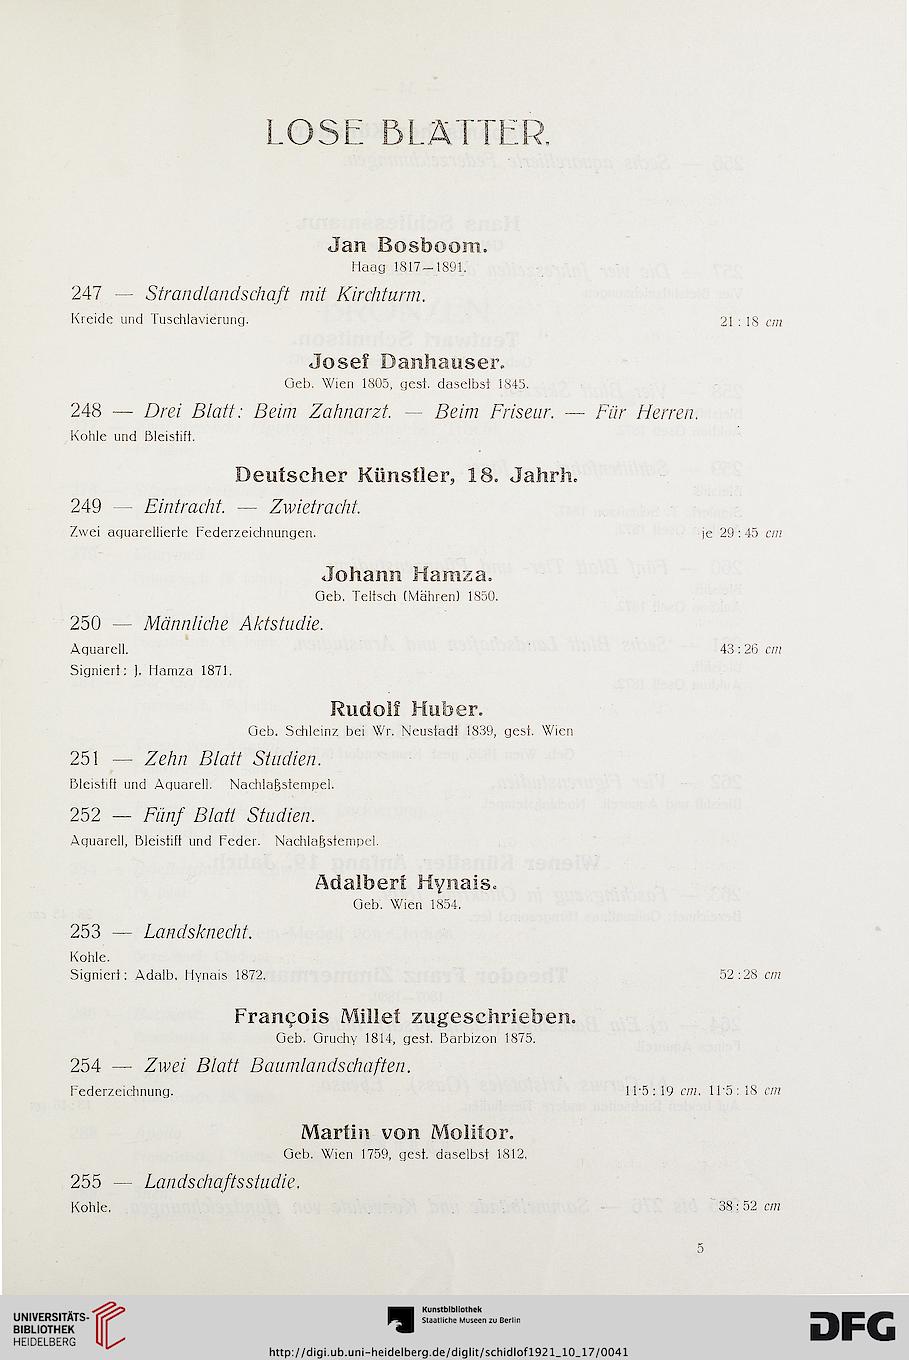 LOSE BLÄTTER.
Jan Bosboom.
Haag 1817—1891.
247 — Strandlandschaft mit Kirchturm.
Kreide und Tuschlavierung. 21 : 18 cm
Josef Danhauser.
Geb. Wien 1805, gest. daselbst 1845.
248 — Drei Blatt: Beim Zahnarzt. — Beim Friseur. — Für Herren.
Kohle und Bleistift.
Deutscher Künstler, 18. Jahrh.
249 — Eintracht. — Zwietracht.
Zwei aquarellierte Federzeichnungen. je 29 : 45 cm
Johann Hamza.
Geb. Teltsch (Mähren) 1850.
250 — Männliche Aktstudie.
Aquarell. 43 : 26 cm
Signiert: J. Hamza 1871.
Rudolf Huber.
Geb. Schleinz bei Wr. Neustadt 1839, gest. Wien
251 — Zehn Blatt Studien.
Bleistift und Aquarell. Nachlaßstempel.
252 — Fünf Blatt Studien.
Aquarell, Bleistift und Feder. Nachlaßstempel.
Adalbert Hynais.
Geb. Wien 1854.
253 — Landsknecht.
Kohle.
Signiert: Adalb. Hynais 1872. 52 : 28 cm
François Millet zugeschrieben.
Geb. Gruchy 1814, gest. Barbizon 1875.
254 — Zwei Blatt Baumlandschaften.
Federzeichnung. 11·5 : 19 cm, 11·5 : 18 cm
Martin von Molitor.
Geb. Wien 1759, gest. daselbst 1812.
255 — Landschaftsstudie.
Kohle. 38 : 52 cm
5
UNIVERSITÄTS-
BIBLIOTHEK
HEIDELBERG
Kunstbibliothek
Staatliche Museen zu Berlin
DFG
http://digi.ub.uni-heidelberg.de/diglit/schidlof1921_10_17/0041